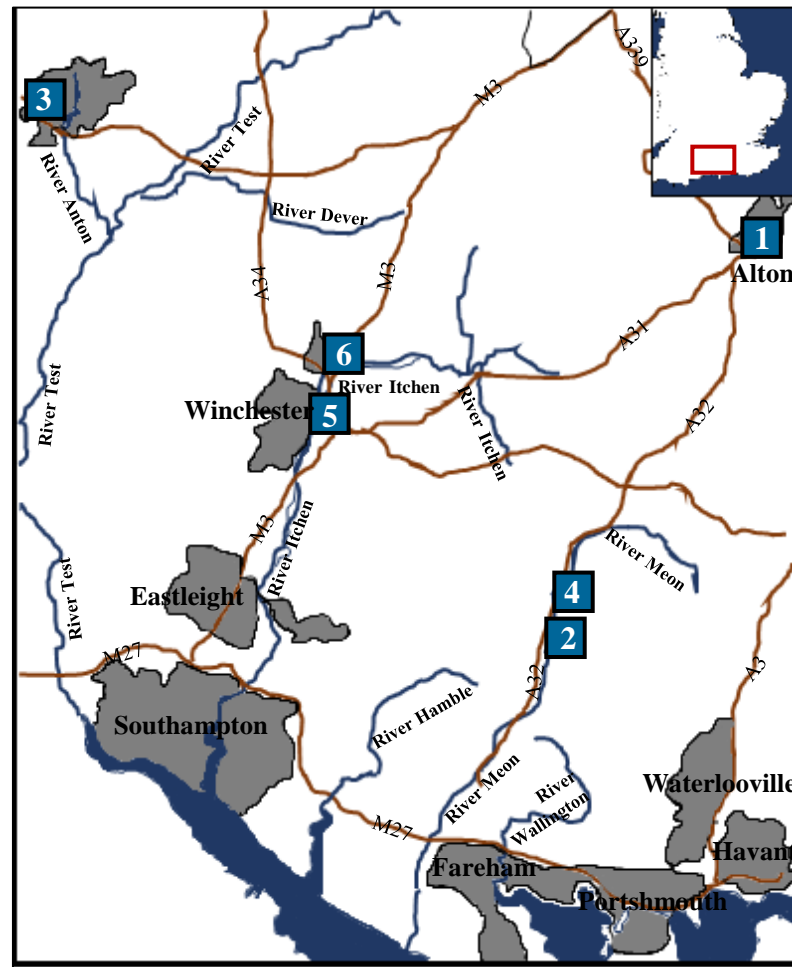 A339
M3
3
River Test
River Anton
River Dever
1
Alton
A34
M3
A31
6
River Itchen
A32
River Test
Winchester
5
River Itchen
M3
River Itchen
River Meon
River Test
Eastleight
4
2
M27
A32
A3
Southampton
River Hamble
River Meon
River
Wallington
Waterlooville
M27
Havant
Fareham
Portshmouth